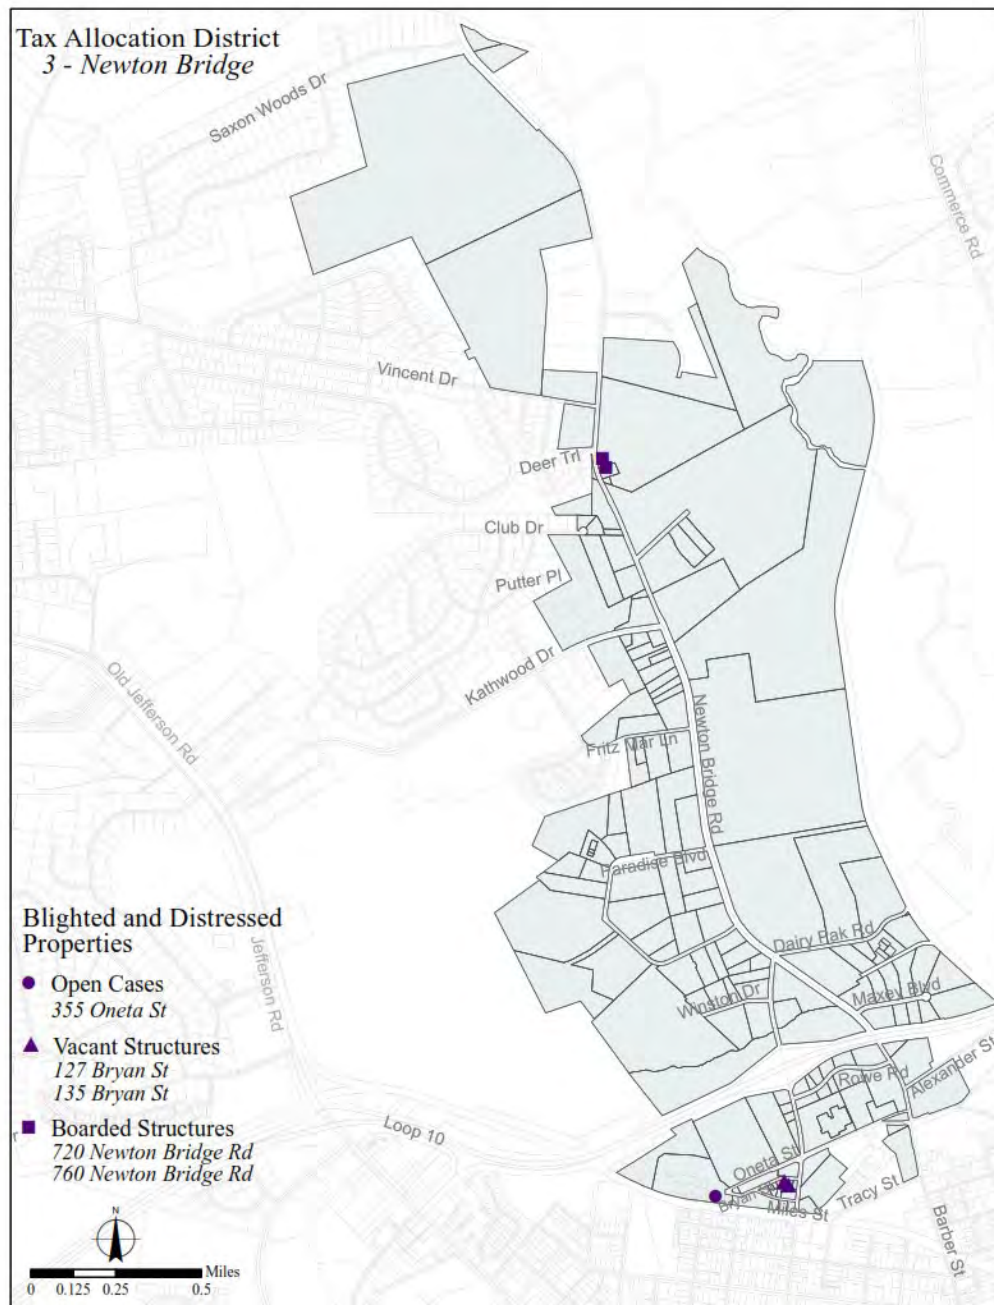 Tax Allocation District
3 - Newton Bridge
Saxon Woods Dr
Commerce Rd
Vincent Dr
Deer Trl
Club Dr
Putter Pl
Kathwood Dr
Old Jefferson Rd
Newton Bridge Rd
Fritz Mar Ln
Paradise Blvd
Dairy Pak Rd
Winston Dr
Maxey Blvd
Jefferson Rd
Rowe Rd
Alexander St
Loop 10
Oneta St
Bryan St
Miles St
Tracy St
Barber St
Blighted and Distressed
Properties
Open Cases
355 Oneta St
Vacant Structures
127 Bryan St
135 Bryan St
Boarded Structures
720 Newton Bridge Rd
760 Newton Bridge Rd
N
Miles
0 0.125 0.25 0.5